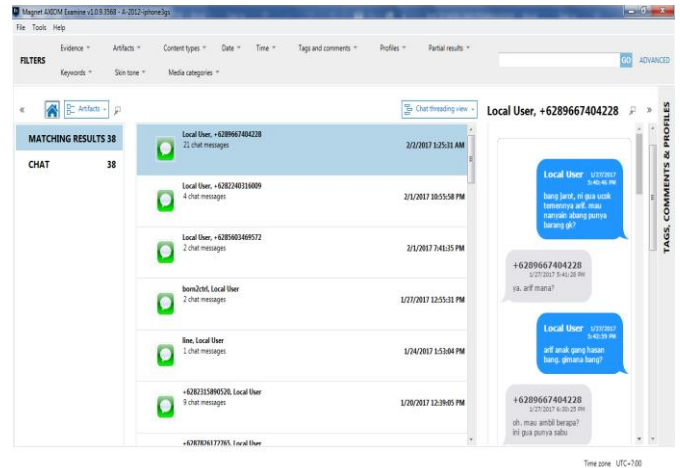 Magnet AXIOM Examine v1.0.9.3568 - A-2012-iphone3gs
File Tools Help
FILTERS
Evidence Artifacts Content types Date Time Tags and comments Profiles Partial results
Keywords Skin tone Media categories
GO ADVANCED
Artifacts
Chat threading view
Local User, +6289667404228
TAGS, COMMENTS & PROFILES
MATCHING RESULTS 38
CHAT 38
Local User, +6289667404228
21 chat messages
2/2/2017 1:25:31 AM
Local User, +6282240316009
4 chat messages
2/1/2017 10:55:58 PM
Local User, +6285603469572
2 chat messages
2/1/2017 7:41:35 PM
born2ctrl, Local User
2 chat messages
1/27/2017 12:55:31 PM
line, Local User
1 chat messages
1/24/2017 1:53:04 PM
+6282315890520, Local User
9 chat messages
1/20/2017 12:39:05 PM
+6287826172765, Local User
Local User 1/27/2017
5:40:46 PM
bang jarot, ni gua ucok
temennya arif. mau
nanyain abang punya
barang gk?
+6289667404228
1/27/2017 5:41:20 PM
ya. arif mana?
Local User 1/27/2017
5:42:39 PM
arif anak gang hasan
bang. gimana bang?
+6289667404228
1/27/2017 6:30:25 PM
oh. mau ambil berapa?
ini gua punya sabu
Time zone UTC+7:00